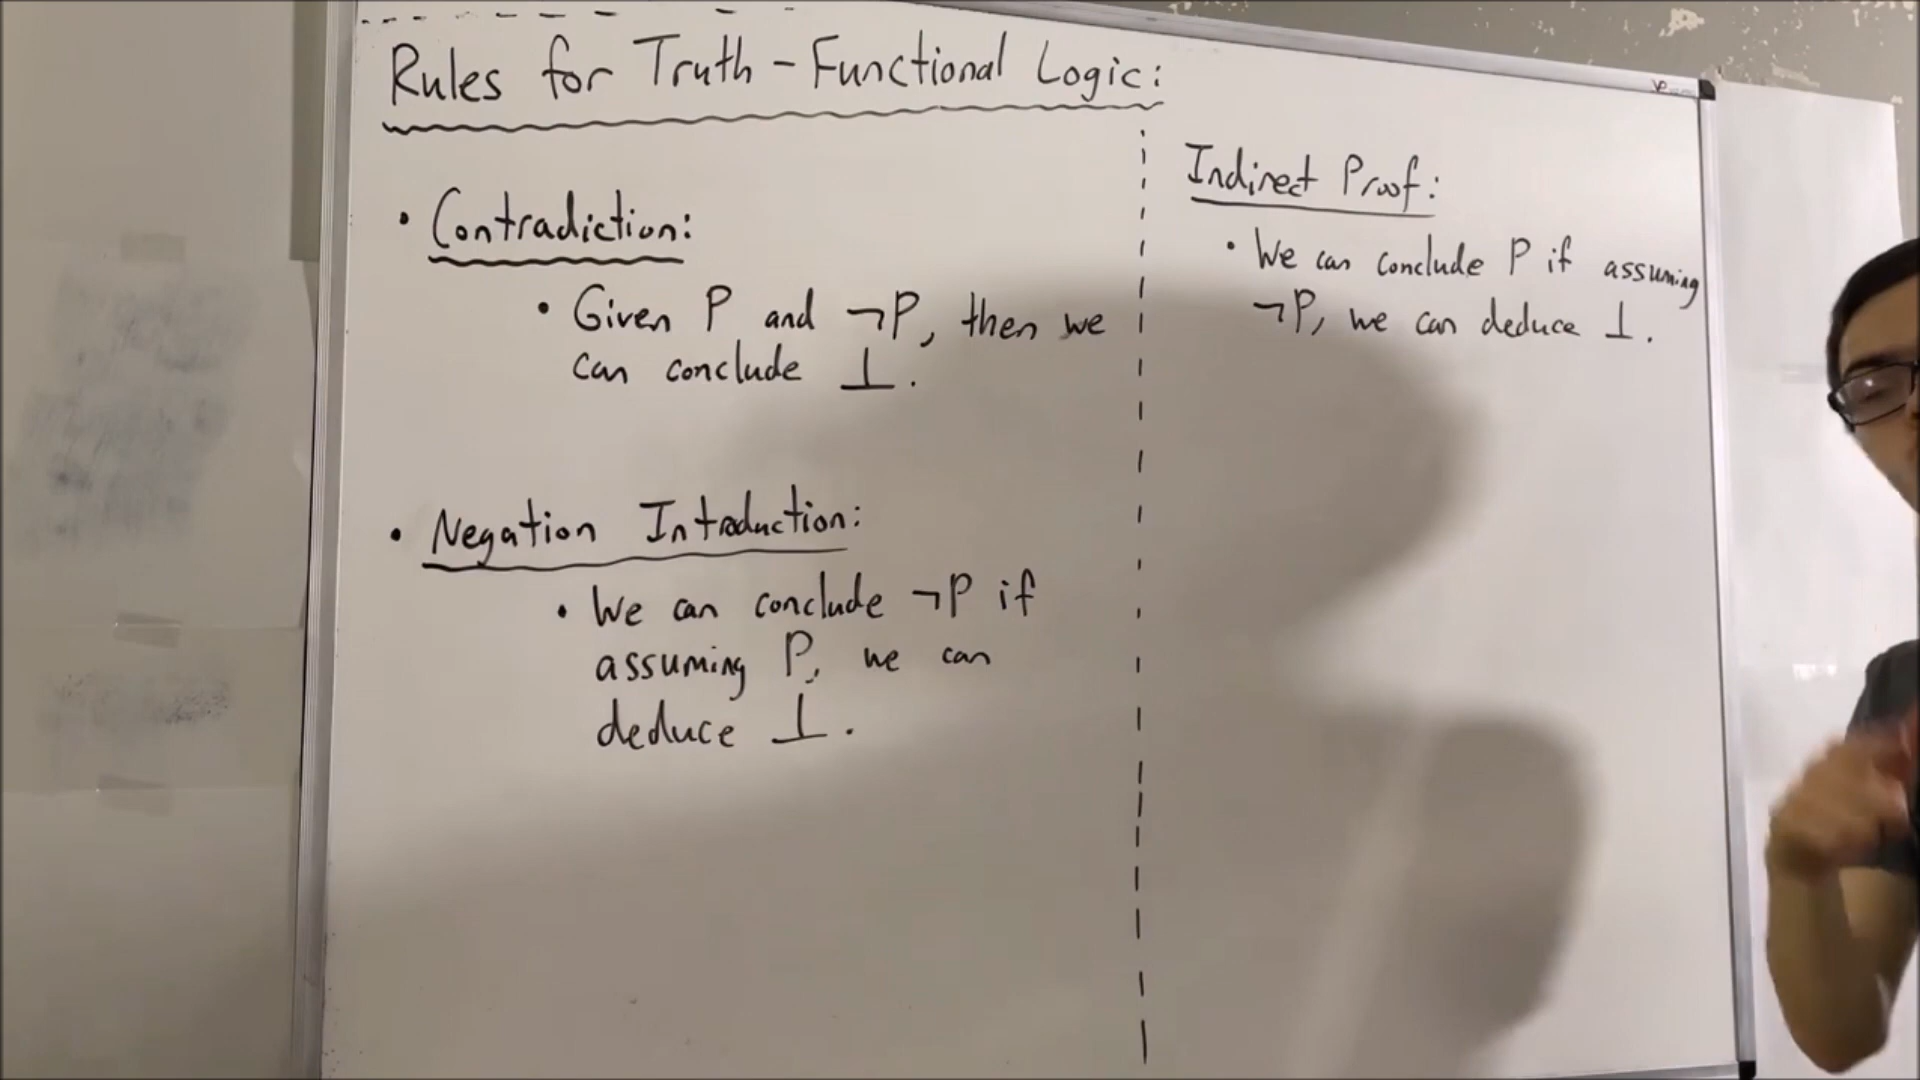 Rules for Truth-Functional Logic:
• Contradiction:
• Given P and ¬P, then we
can conclude ⊥.
• Negation Introduction:
• We can conclude ¬P if
assuming P, we can
deduce ⊥.
Indirect Proof:
• We can conclude P if assuming
¬P, we can deduce ⊥.